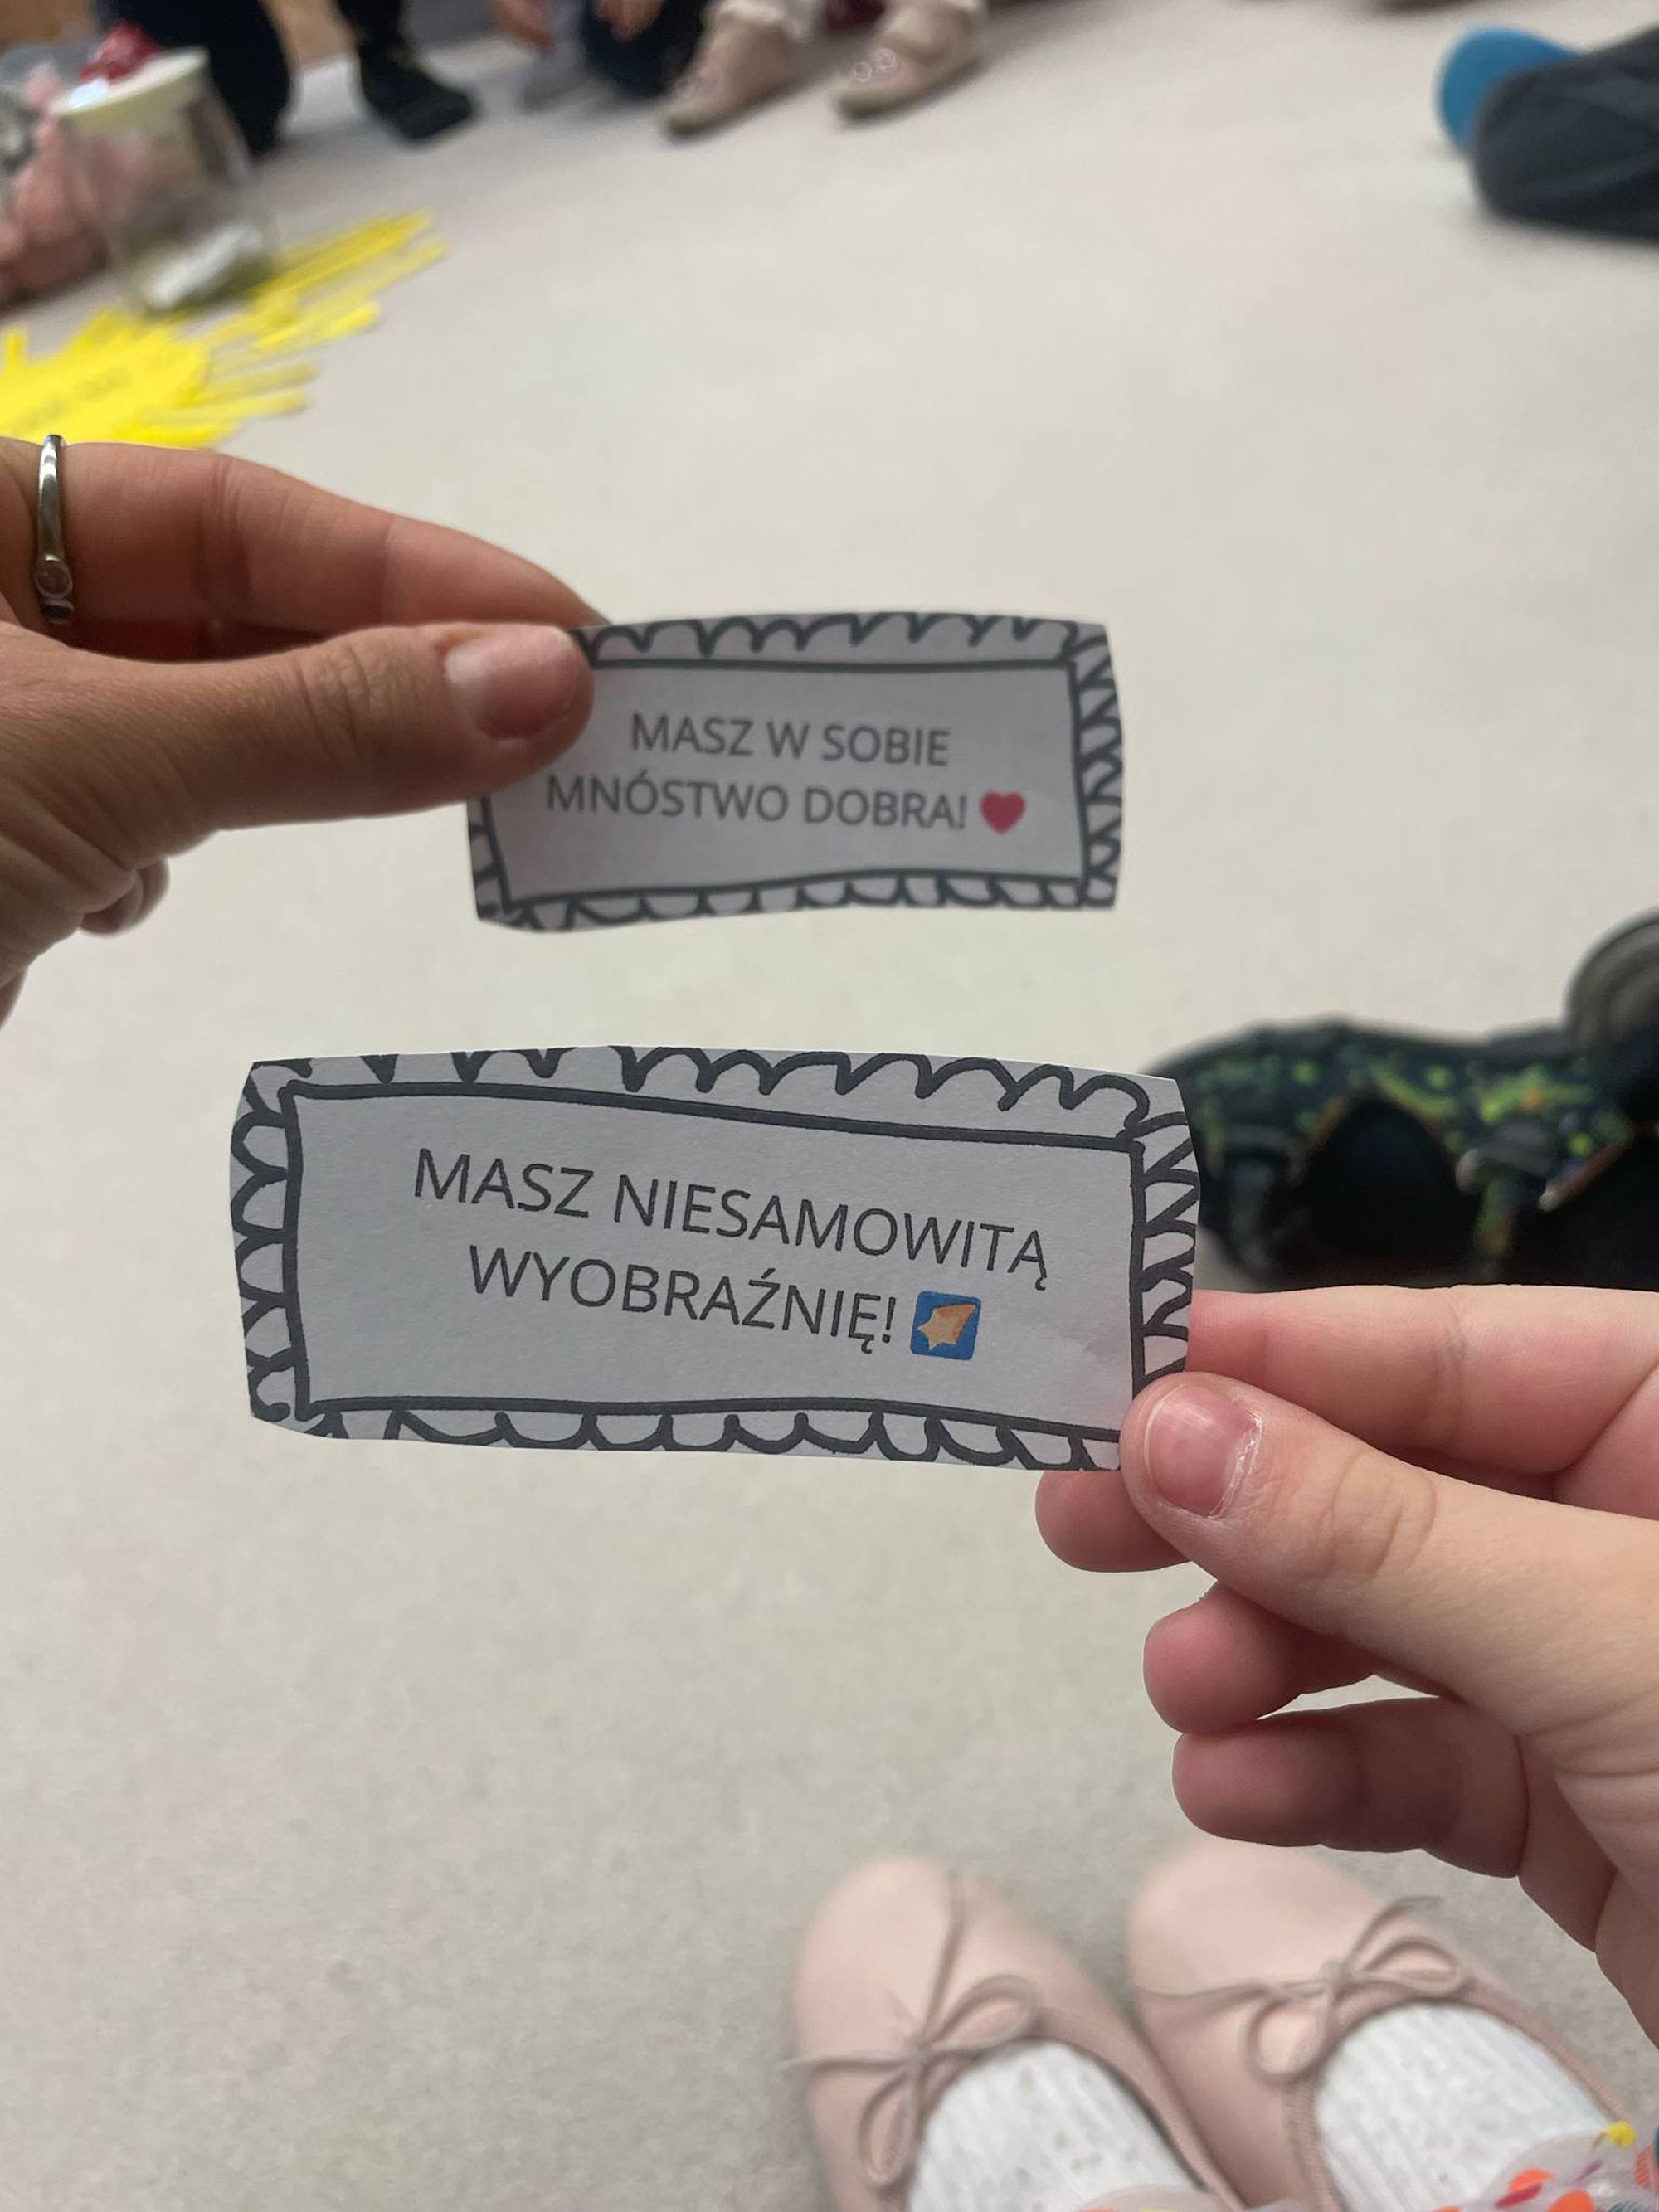 MASZ W SOBIE
MNÓSTWO DOBRA! ❤️
MASZ NIESAMOWITĄ
WYOBRAŹNIĘ! 🌠